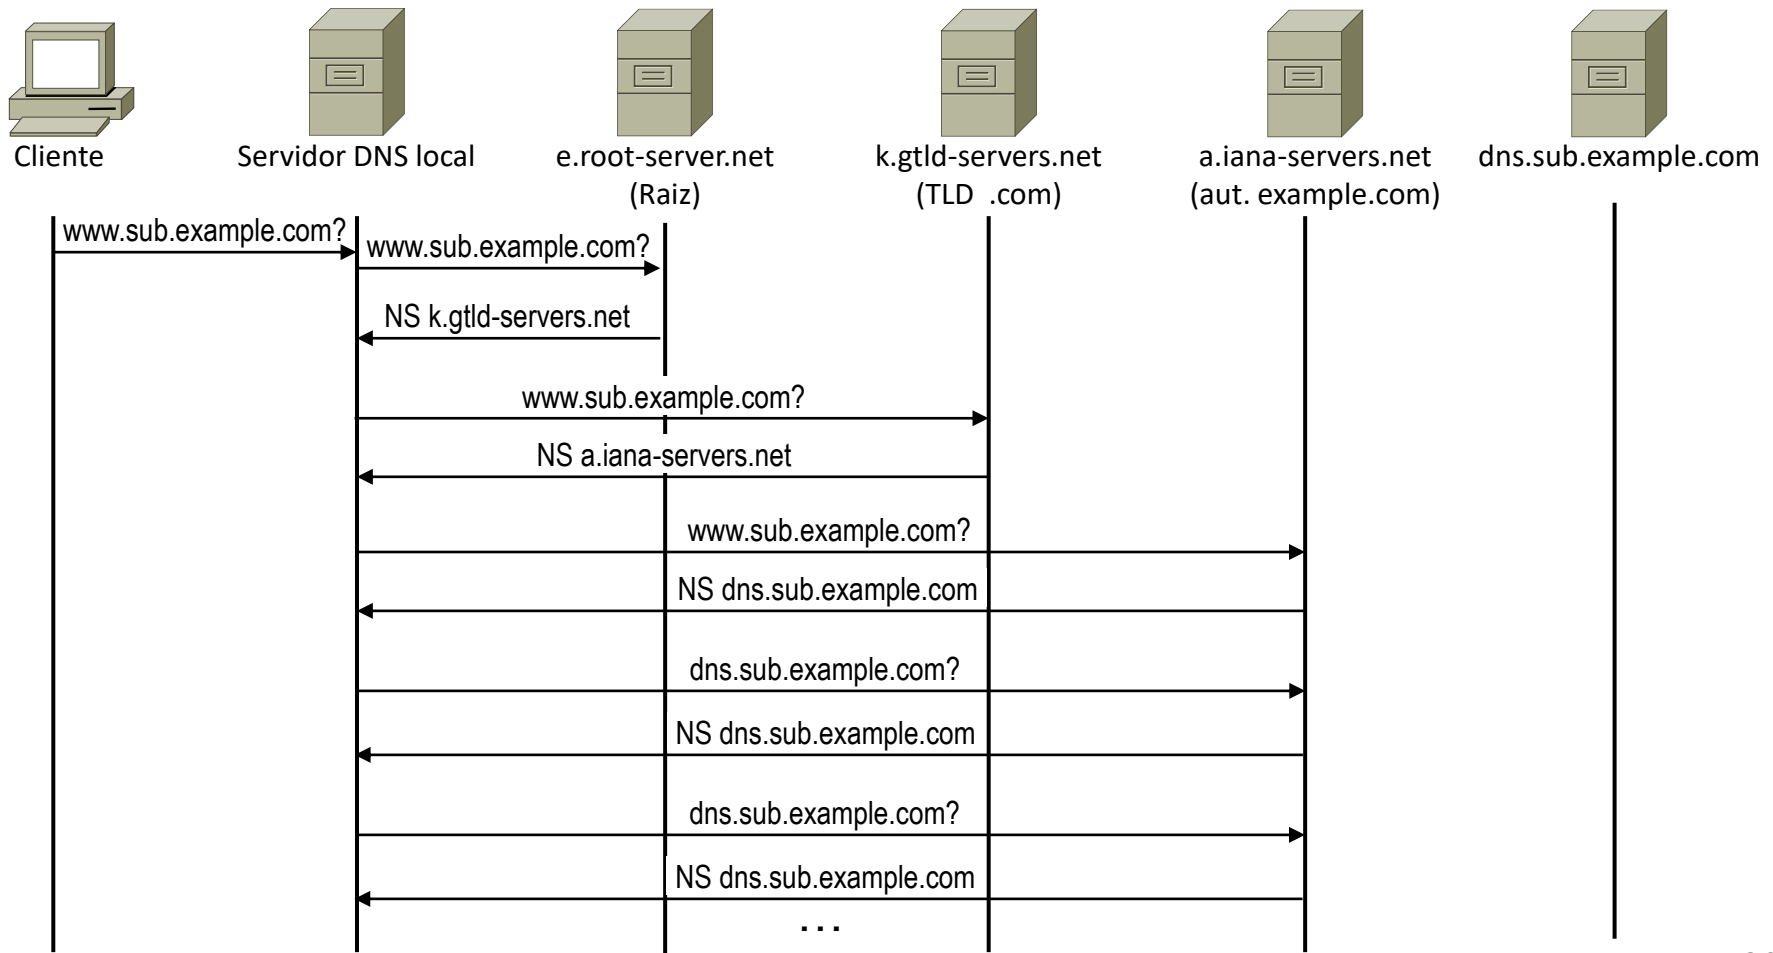 Cliente
Servidor DNS local
e.root-server.net
(Raiz)
k.gtld-servers.net
(TLD .com)
a.iana-servers.net
(aut. example.com)
dns.sub.example.com
www.sub.example.com?
www.sub.example.com?
NS k.gtld-servers.net
www.sub.example.com?
NS a.iana-servers.net
www.sub.example.com?
NS dns.sub.example.com
dns.sub.example.com?
NS dns.sub.example.com
dns.sub.example.com?
NS dns.sub.example.com
...